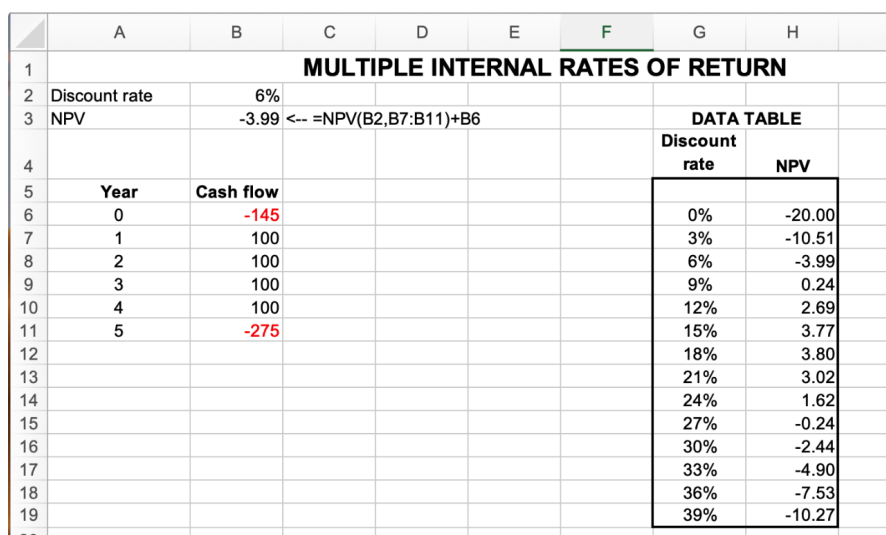 A B C D E F G H
1 MULTIPLE INTERNAL RATES OF RETURN
2 Discount rate 6%
3 NPV -3.99 <-- =NPV(B2,B7:B11)+B6 DATA TABLE
4 Discount rate NPV
5 Year Cash flow
6 0 -145 0% -20.00
7 1 100 3% -10.51
8 2 100 6% -3.99
9 3 100 9% 0.24
10 4 100 12% 2.69
11 5 -275 15% 3.77
12 18% 3.80
13 21% 3.02
14 24% 1.62
15 27% -0.24
16 30% -2.44
17 33% -4.90
18 36% -7.53
19 39% -10.27